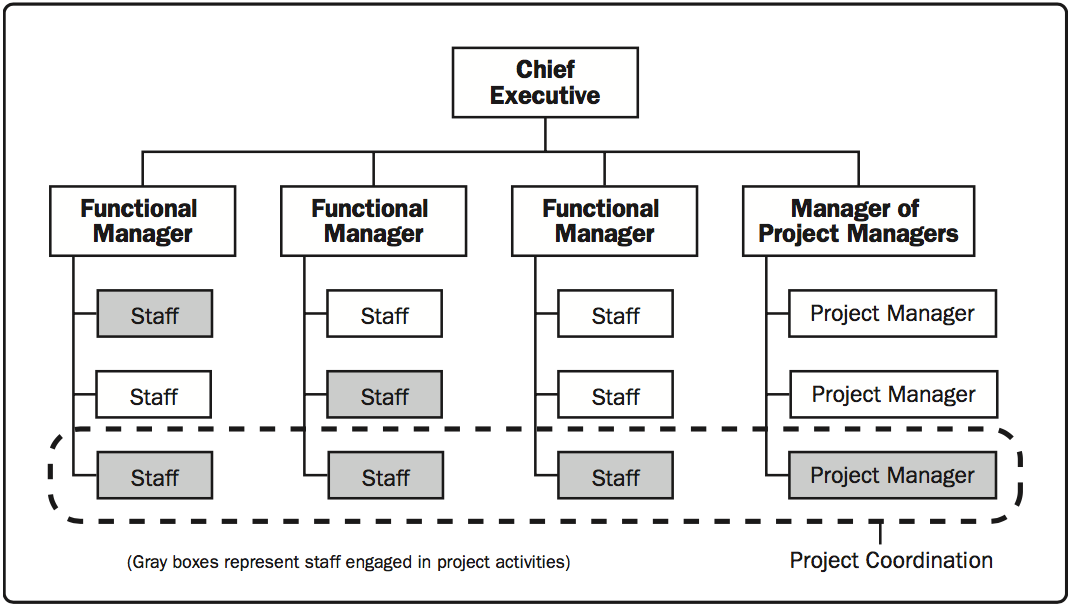 Chief
Executive
Functional
Manager
Functional
Manager
Functional
Manager
Manager of
Project Managers
Staff
Staff
Staff
Project Manager
Staff
Staff
Staff
Project Manager
Staff
Staff
Staff
Project Manager
(Gray boxes represent staff engaged in project activities)
Project Coordination